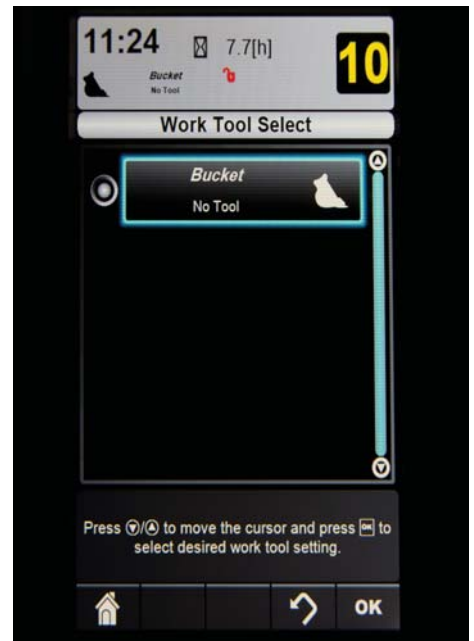 11:24 7.7[h] 10
Bucket
No Tool
Work Tool Select
Bucket
No Tool
Press ▼/▲ to move the cursor and press OK to
select desired work tool setting.
OK